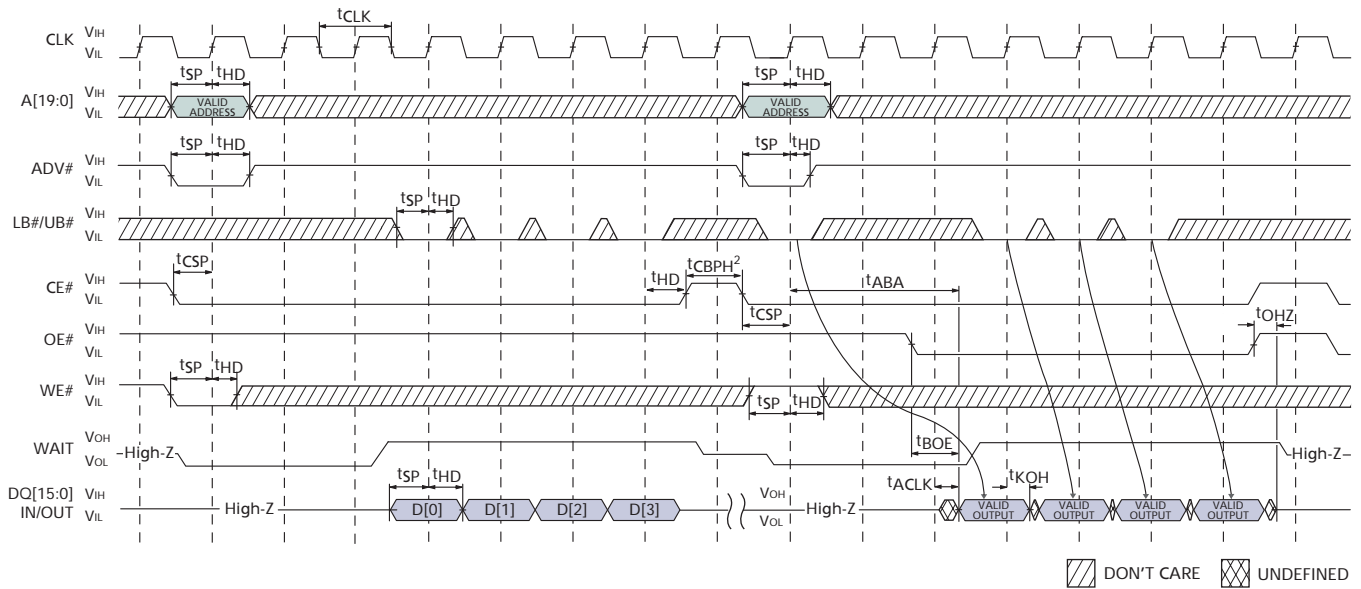 tCLK
CLK VIH
VIL
tSP tHD tSP tHD
A[19:0] VIH
VIL
VALID ADDRESS VALID ADDRESS
tSP tHD tSP tHD
ADV# VIH
VIL
tSP tHD
LB#/UB# VIH
VIL
tCSP tHD tCBPH2 tABA
CE# VIH
VIL
tCSP tOHZ
OE# VIH
VIL
tSP tHD
WE# VIH
VIL
tSP tHD
tBOE
WAIT VOH
VOL
High-Z High-Z
tSP tHD tACLK tKOH
DQ[15:0] IN/OUT VIH
VIL
High-Z D[0] D[1] D[2] D[3] VOH
VOL
High-Z VALID OUTPUT VALID OUTPUT VALID OUTPUT VALID OUTPUT
DON'T CARE UNDEFINED